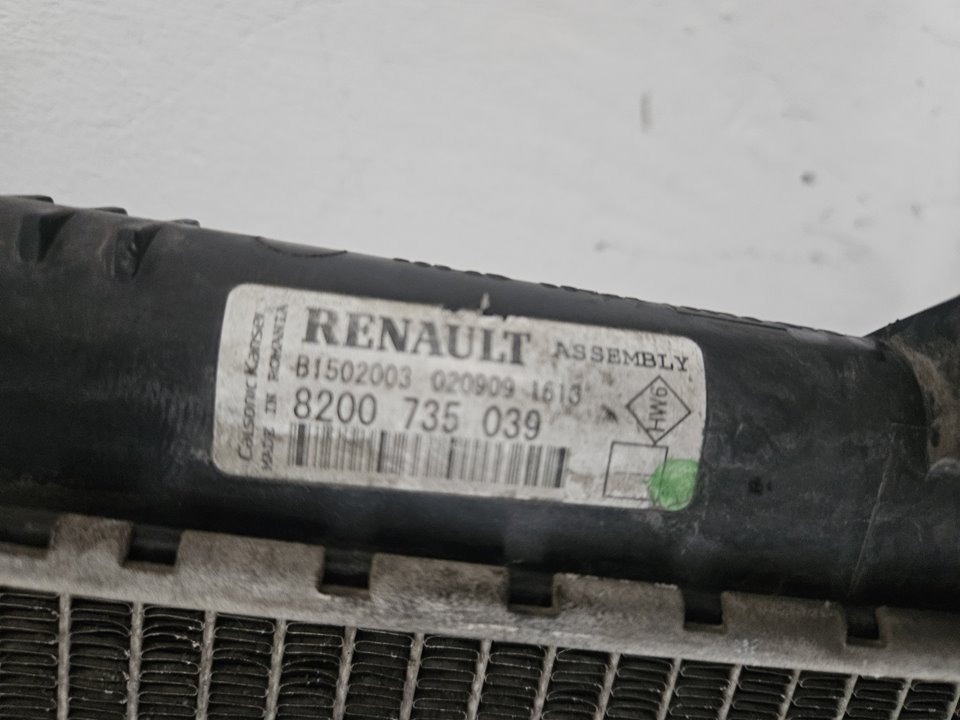 Calsonic Kansei
MADE IN ROMANIA
RENAULT ASSEMBLY
B1502003 020909 1613
8200 735 039
HW6